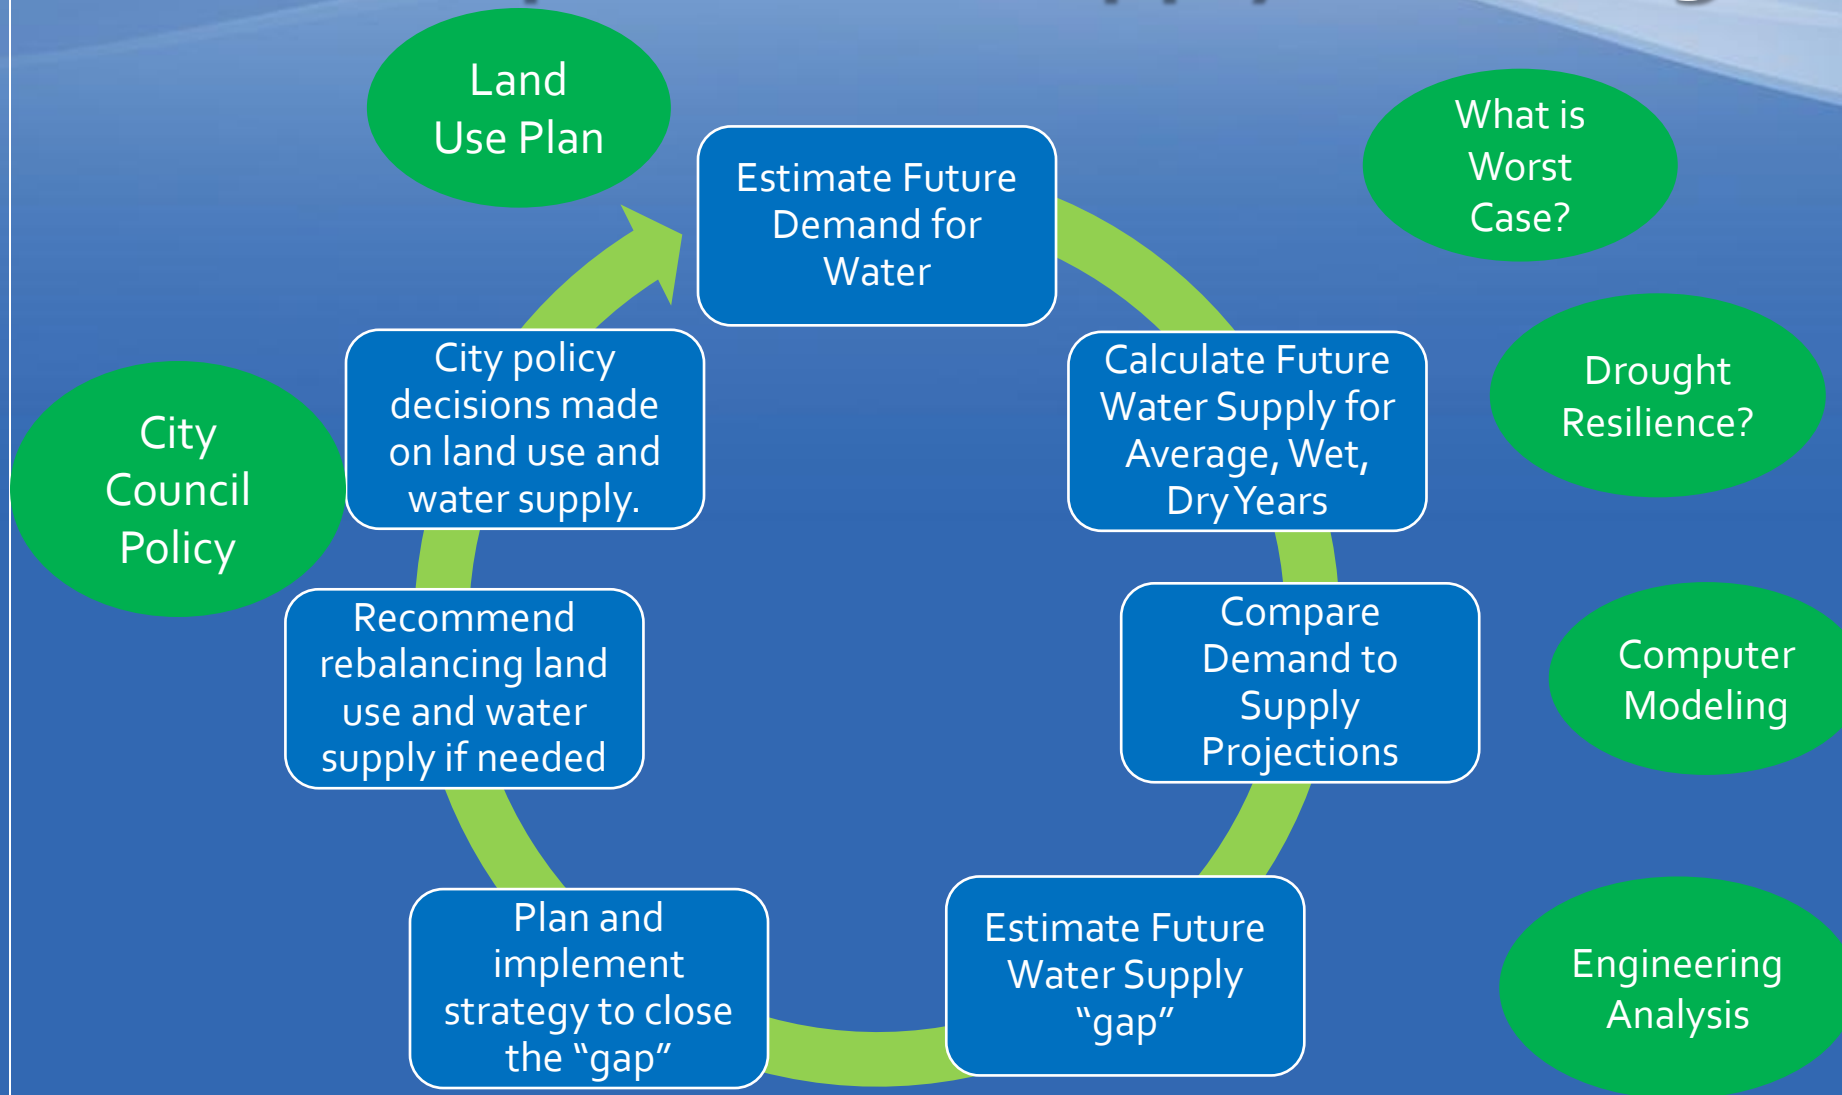 Land
Use Plan
What is
Worst
Case?
Estimate Future
Demand for
Water
City policy
decisions made
on land use and
water supply.
Calculate Future
Water Supply for
Average, Wet,
Dry Years
Drought
Resilience?
City
Council
Policy
Recommend
rebalancing land
use and water
supply if needed
Compare
Demand to
Supply
Projections
Computer
Modeling
Plan and
implement
strategy to close
the “gap”
Estimate Future
Water Supply
“gap”
Engineering
Analysis